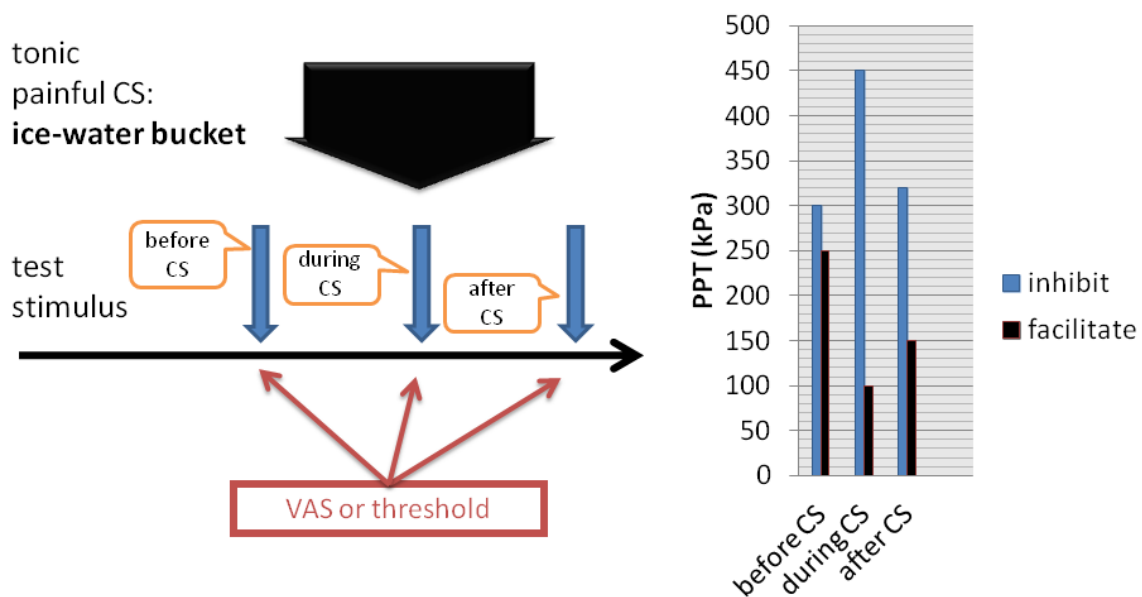 tonic
painful CS:
ice-water bucket
before
CS
during
CS
after
CS
test
stimulus
VAS or threshold
PPT (kPa)
500
450
400
350
300
250
200
150
100
50
0
before CS
during CS
after CS
inhibit
facilitate